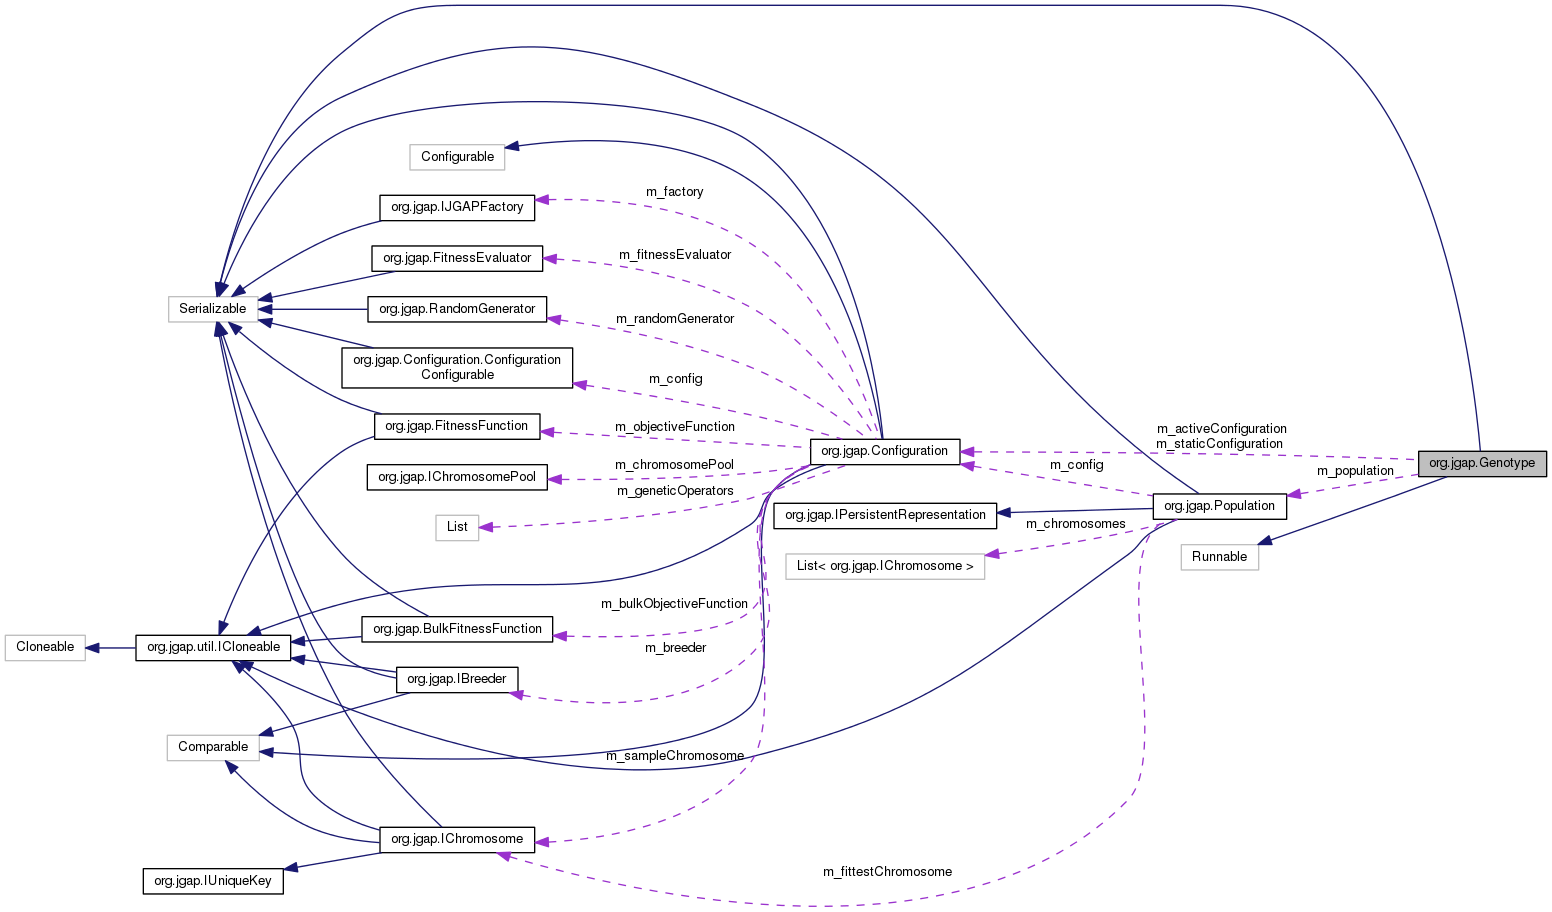 Configurable
m_factory
org.jgap.IJGAPFactory
m_fitnessEvaluator
org.jgap.FitnessEvaluator
Serializable
org.jgap.RandomGenerator
m_randomGenerator
org.jgap.Configuration.Configuration
Configurable
m_config
org.jgap.FitnessFunction
m_objectiveFunction
m_activeConfiguration
m_staticConfiguration
org.jgap.Configuration
org.jgap.IChromosomePool
m_chromosomePool
m_config
m_population
org.jgap.Genotype
m_geneticOperators
org.jgap.Population
List
org.jgap.IPersistentRepresentation
m_chromosomes
Runnable
List< org.jgap.IChromosome >
m_bulkObjectiveFunction
org.jgap.BulkFitnessFunction
Cloneable
org.jgap.util.ICloneable
m_breeder
org.jgap.IBreeder
Comparable
m_sampleChromosome
org.jgap.IChromosome
m_fittestChromosome
org.jgap.IUniqueKey